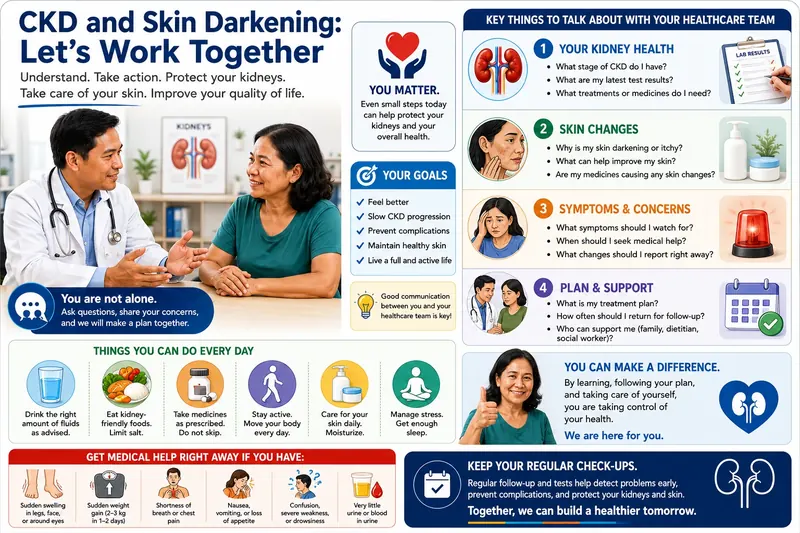 CKD and Skin Darkening:
Let's Work Together
Understand. Take action. Protect your kidneys.
Take care of your skin. Improve your quality of life.
KIDNEYS
You are not alone.
Ask questions, share your concerns,
and we will make a plan together.
YOU MATTER.
Even small steps today
can help protect your
kidneys and your
overall health.
YOUR GOALS
Feel better
Slow CKD progression
Prevent complications
Maintain healthy skin
Live a full and active life
Good communication
between you and your
healthcare team is key!
KEY THINGS TO TALK ABOUT WITH YOUR HEALTHCARE TEAM
1 YOUR KIDNEY HEALTH
• What stage of CKD do I have?
• What are my latest test results?
• What treatments or medicines do I need?
LAB RESULTS
2 SKIN CHANGES
• Why is my skin darkening or itchy?
• What can help improve my skin?
• Are my medicines causing any skin changes?
3 SYMPTOMS & CONCERNS
• What symptoms should I watch for?
• When should I seek medical help?
• What changes should I report right away?
4 PLAN & SUPPORT
• What is my treatment plan?
• How often should I return for follow-up?
• Who can support me (family, dietitian,
social worker)?
THINGS YOU CAN DO EVERY DAY
Drink the right
amount of fluids
as advised.
Eat kidney-
friendly foods.
Limit salt.
Take medicines
as prescribed.
Do not skip.
Stay active.
Move your body
every day.
Care for your
skin daily.
Moisturize.
Manage stress.
Get enough
sleep.
YOU CAN MAKE A DIFFERENCE.
By learning, following your plan,
and taking care of yourself,
you are taking control of
your health.
We are here for you.
GET MEDICAL HELP RIGHT AWAY IF YOU HAVE:
Sudden swelling
in legs, face, or
around eyes
Sudden weight
gain (2–3 kg
in 1–2 days)
Shortness of
breath or chest
pain
Nausea,
vomiting, or loss
of appetite
Confusion,
severe weakness,
or drowsiness
Very little
urine or blood
in urine
KEEP YOUR REGULAR CHECK-UPS.
Regular follow-up and tests help detect problems early,
prevent complications, and protect your kidneys and skin.
Together, we can build a healthier tomorrow.